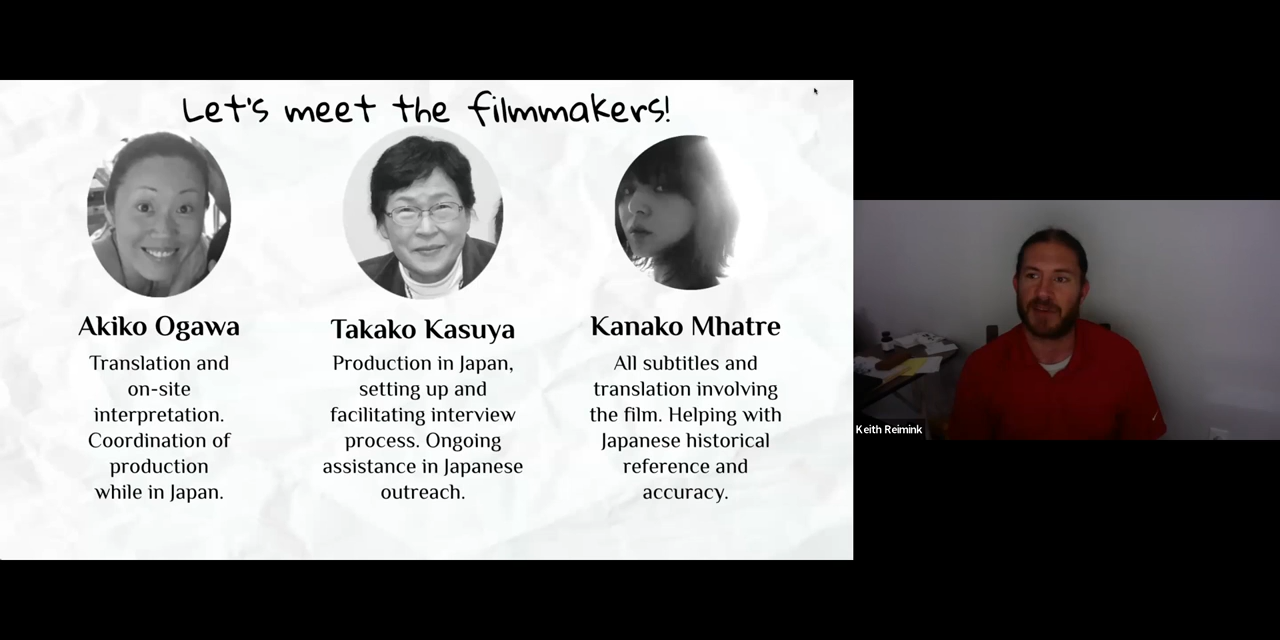 Let's meet the filmmakers!
Akiko Ogawa
Translation and
on-site
interpretation.
Coordination of
production
while in Japan.
Takako Kasuya
Production in Japan,
setting up and
facilitating interview
process. Ongoing
assistance in Japanese
outreach.
Kanako Mhatre
All subtitles and
translation involving
the film. Helping with
Japanese historical
reference and
accuracy.
Keith Reimink